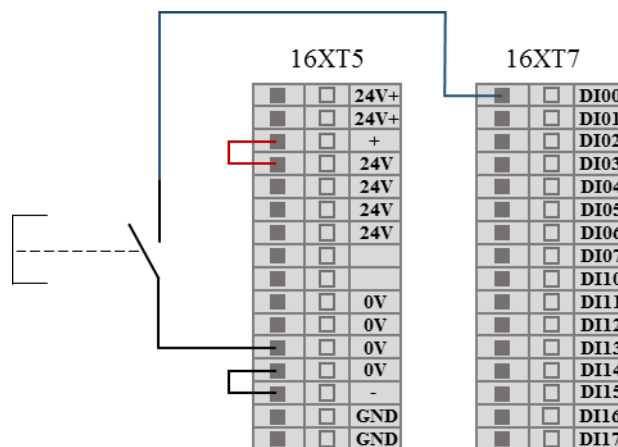 16XT5 16XT7
24V+ DI00
24V+ DI01
+ DI02
24V DI03
24V DI04
24V DI05
24V DI06
DI07
DI10
0V DI11
0V DI12
0V DI13
0V DI14
- DI15
GND DI16
GND DI17